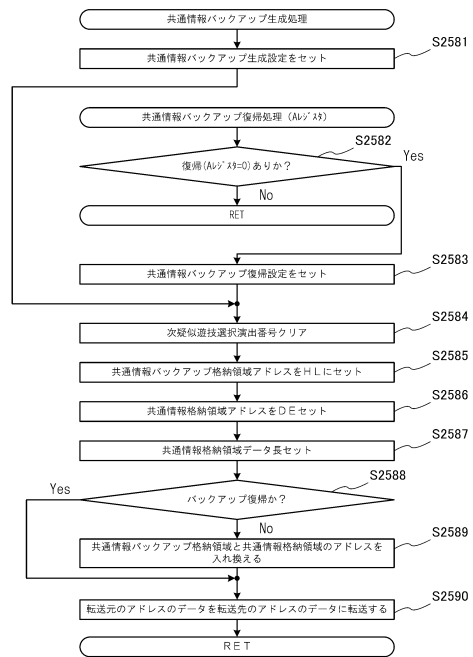 共通情報バックアップ生成処理
S2581
共通情報バックアップ生成設定をセット
共通情報バックアップ復帰処理（Aﾚｼﾞｽﾀ）
S2582
復帰(Aﾚｼﾞｽﾀ=0)ありか？
Yes
No
RET
S2583
共通情報バックアップ復帰設定をセット
S2584
次疑似遊技選択演出番号クリア
S2585
共通情報バックアップ格納領域アドレスをＨＬにセット
S2586
共通情報格納領域アドレスをＤＥセット
S2587
共通情報格納領域データ長セット
S2588
バックアップ復帰か？
Yes
No
S2589
共通情報バックアップ格納領域と共通情報格納領域のアドレスを
入れ換える
S2590
転送元のアドレスのデータを転送先のアドレスのデータに転送する
ＲＥＴ